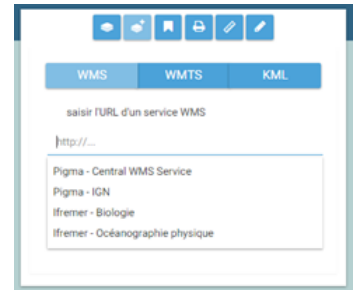 WMS WMTS KML
saisir l'URL d'un service WMS
http://...
Pigma - Central WMS Service
Pigma - IGN
Ifremer - Biologie
Ifremer - Océanographie physique